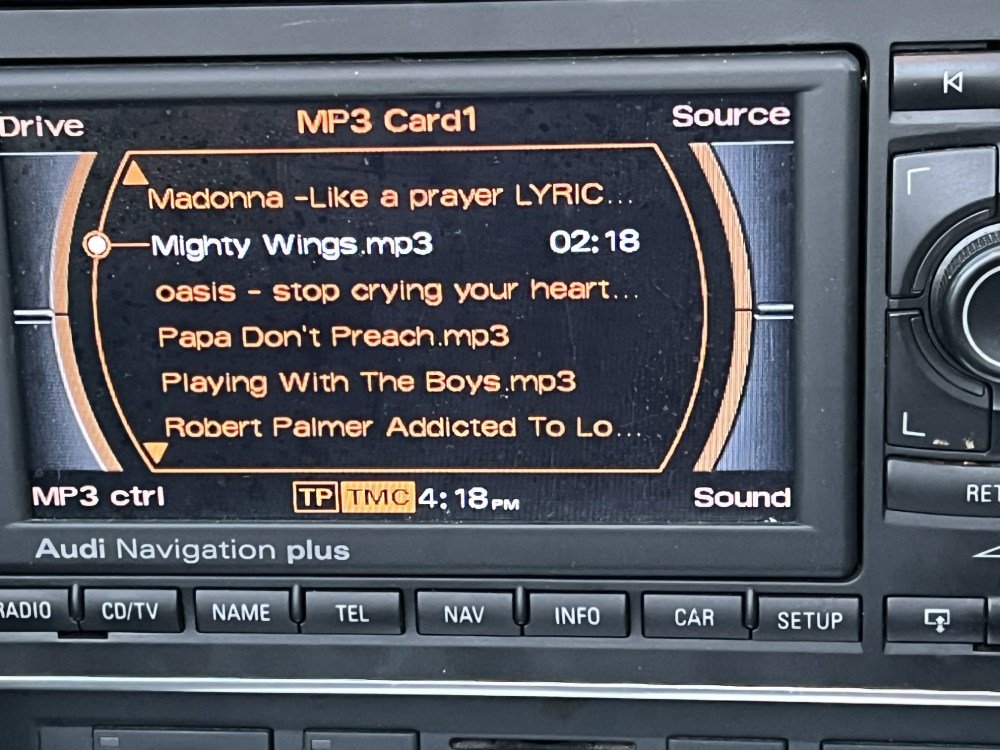 Drive MP3 Card1 Source
Madonna -Like a prayer LYRIC...
Mighty Wings.mp3 02:18
oasis - stop crying your heart...
Papa Don't Preach.mp3
Playing With The Boys.mp3
Robert Palmer Addicted To Lo...
MP3 ctrl TP TMC 4:18 PM Sound
RET
Audi Navigation plus
RADIO CD/TV NAME TEL NAV INFO CAR SETUP